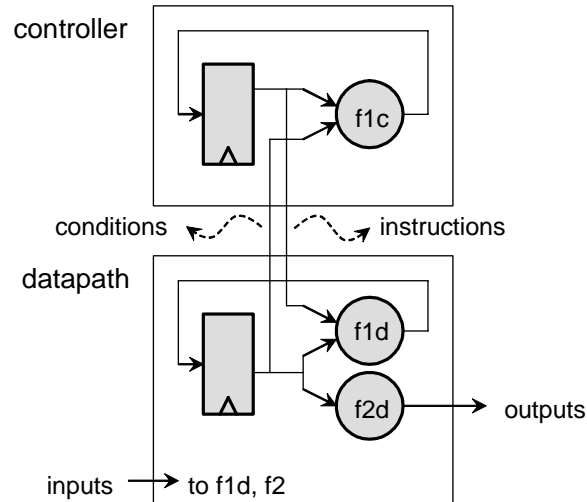 controller
f1c
conditions
instructions
datapath
f1d
f2d
outputs
inputs
to f1d, f2